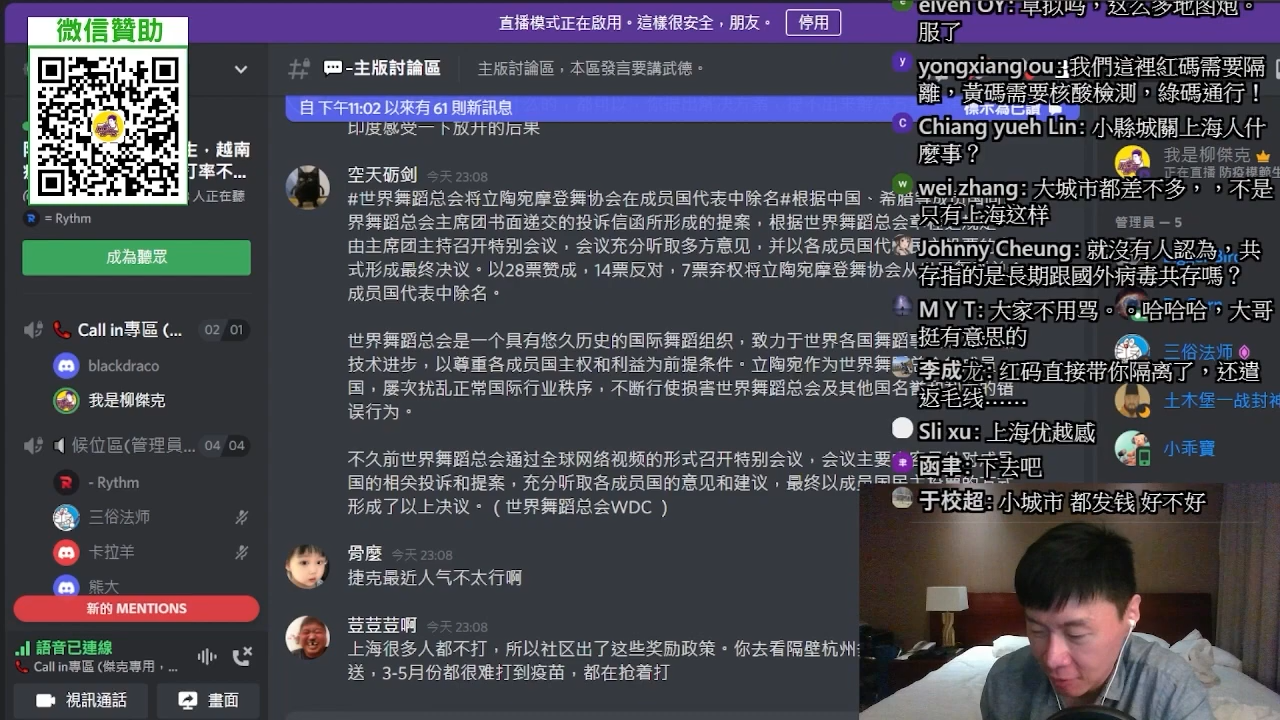 微信贊助
直播模式正在啟用。這樣很安全，朋友。
停用
💬-主版討論區
主版討論區，本區發言要講武德。
自 下午11:02 以來有 61 則新訊息
標示為已讀
印度感受一下放开的后果
生，越南
打率不...
人正在聽
= Rythm
成為聽眾
Call in專區 (...
02 01
blackdraco
我是柳傑克
候位區(管理員...
04 04
- Rythm
三俗法师
卡拉羊
熊大
新的 MENTIONS
語音已連線
Call in專區 (傑克專用，...
視訊通話
畫面
空天砺剑 今天 23:08
#世界舞蹈总会将立陶宛摩登舞协会在成员国代表中除名#根据中国、希腊
界舞蹈总会主席团书面递交的投诉信函所形成的提案，根据世界舞蹈总会
由主席团主持召开特别会议，会议充分听取多方意见，并以各成员国代
式形成最终决议。以28票赞成，14票反对，7票弃权将立陶宛摩登舞协会从
成员国代表中除名。
世界舞蹈总会是一个具有悠久历史的国际舞蹈组织，致力于世界各国舞蹈
技术进步，以尊重各成员国主权和利益为前提条件。立陶宛作为世界舞
国，屡次扰乱正常国际行业秩序，不断行使损害世界舞蹈总会及其他国名
误行为。
不久前世界舞蹈总会通过全球网络视频的形式召开特别会议，会议主要
国的相关投诉和提案，充分听取各成员国的意见和建议，最终以成员国民主投票的方式
形成了以上决议。（世界舞蹈总会WDC ）
骨麼 今天 23:08
捷克最近人气不太行啊
荳荳荳啊 今天 23:08
上海很多人都不打，所以社区出了这些奖励政策。你去看隔壁杭州
送，3-5月份都很难打到疫苗，都在抢着打
eiven OY: 草拟吗，这么多地图炮。
服了
yongxiang ou: 我們這裡紅碼需要隔
離，黃碼需要核酸檢測，綠碼通行！
Chiang yueh Lin: 小縣城關上海人什
麼事？
wei zhang: 大城市都差不多，，不是
只有上海这样
Johnny Cheung: 就沒有人認為，共
存指的是長期跟國外病毒共存嗎？
M Y T: 大家不用骂。。哈哈哈，大哥
挺有意思的
李成龙: 红码直接带你隔离了，还遣
返毛线……
Sli xu: 上海优越感
函聿: 下去吧
于校超: 小城市 都发钱 好不好
我是柳傑克
正在直播 防疫模範生
管理員 — 5
三俗法师
土木堡一战封神
小乖寶